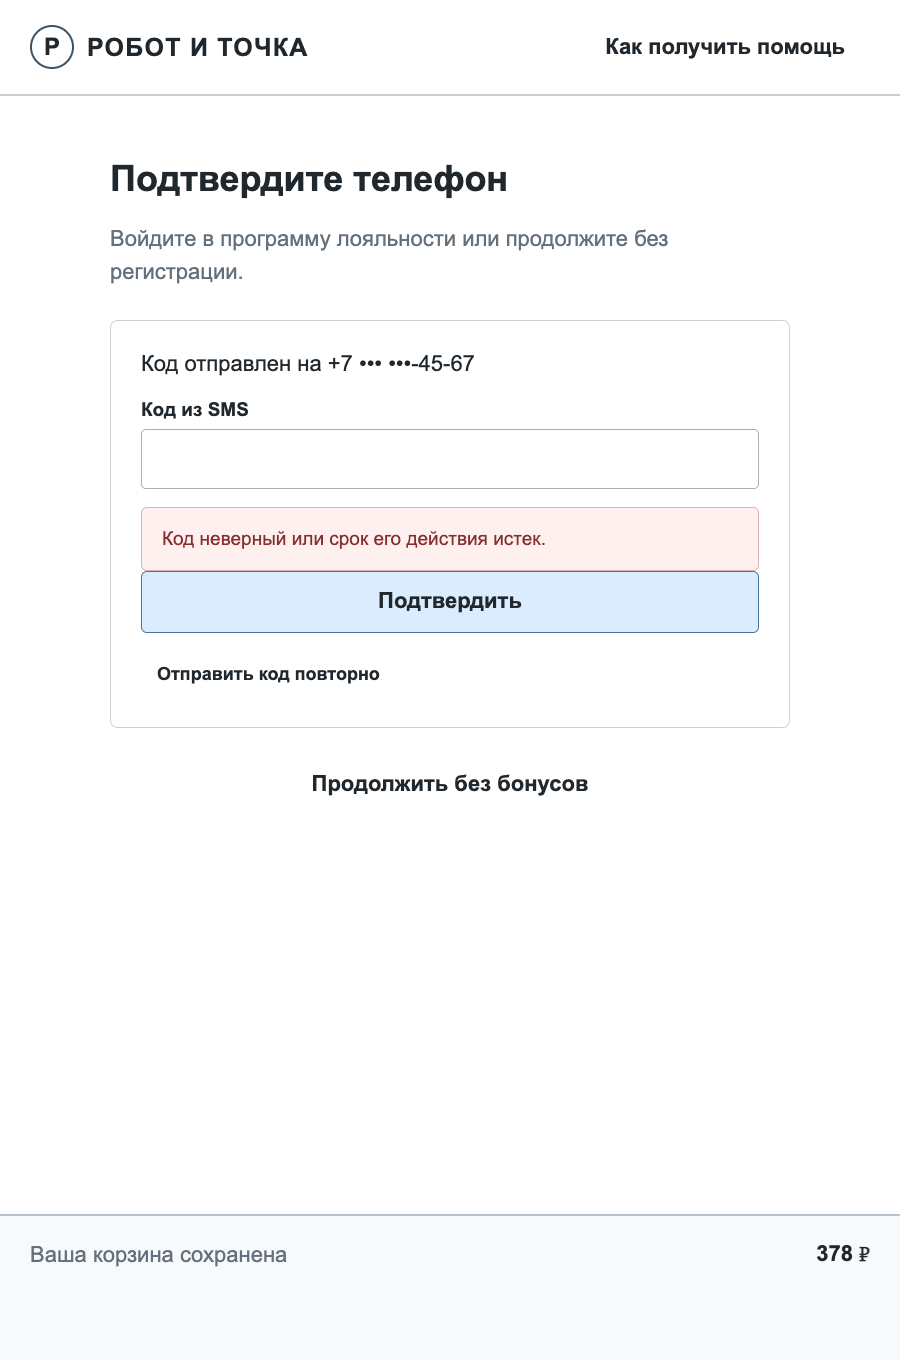 Р РОБОТ И ТОЧКА
Как получить помощь
Подтвердите телефон
Войдите в программу лояльности или продолжите без
регистрации.
Код отправлен на +7 ••• •••-45-67
Код из SMS
Код неверный или срок его действия истек.
Подтвердить
Отправить код повторно
Продолжить без бонусов
Ваша корзина сохранена
378 ₽